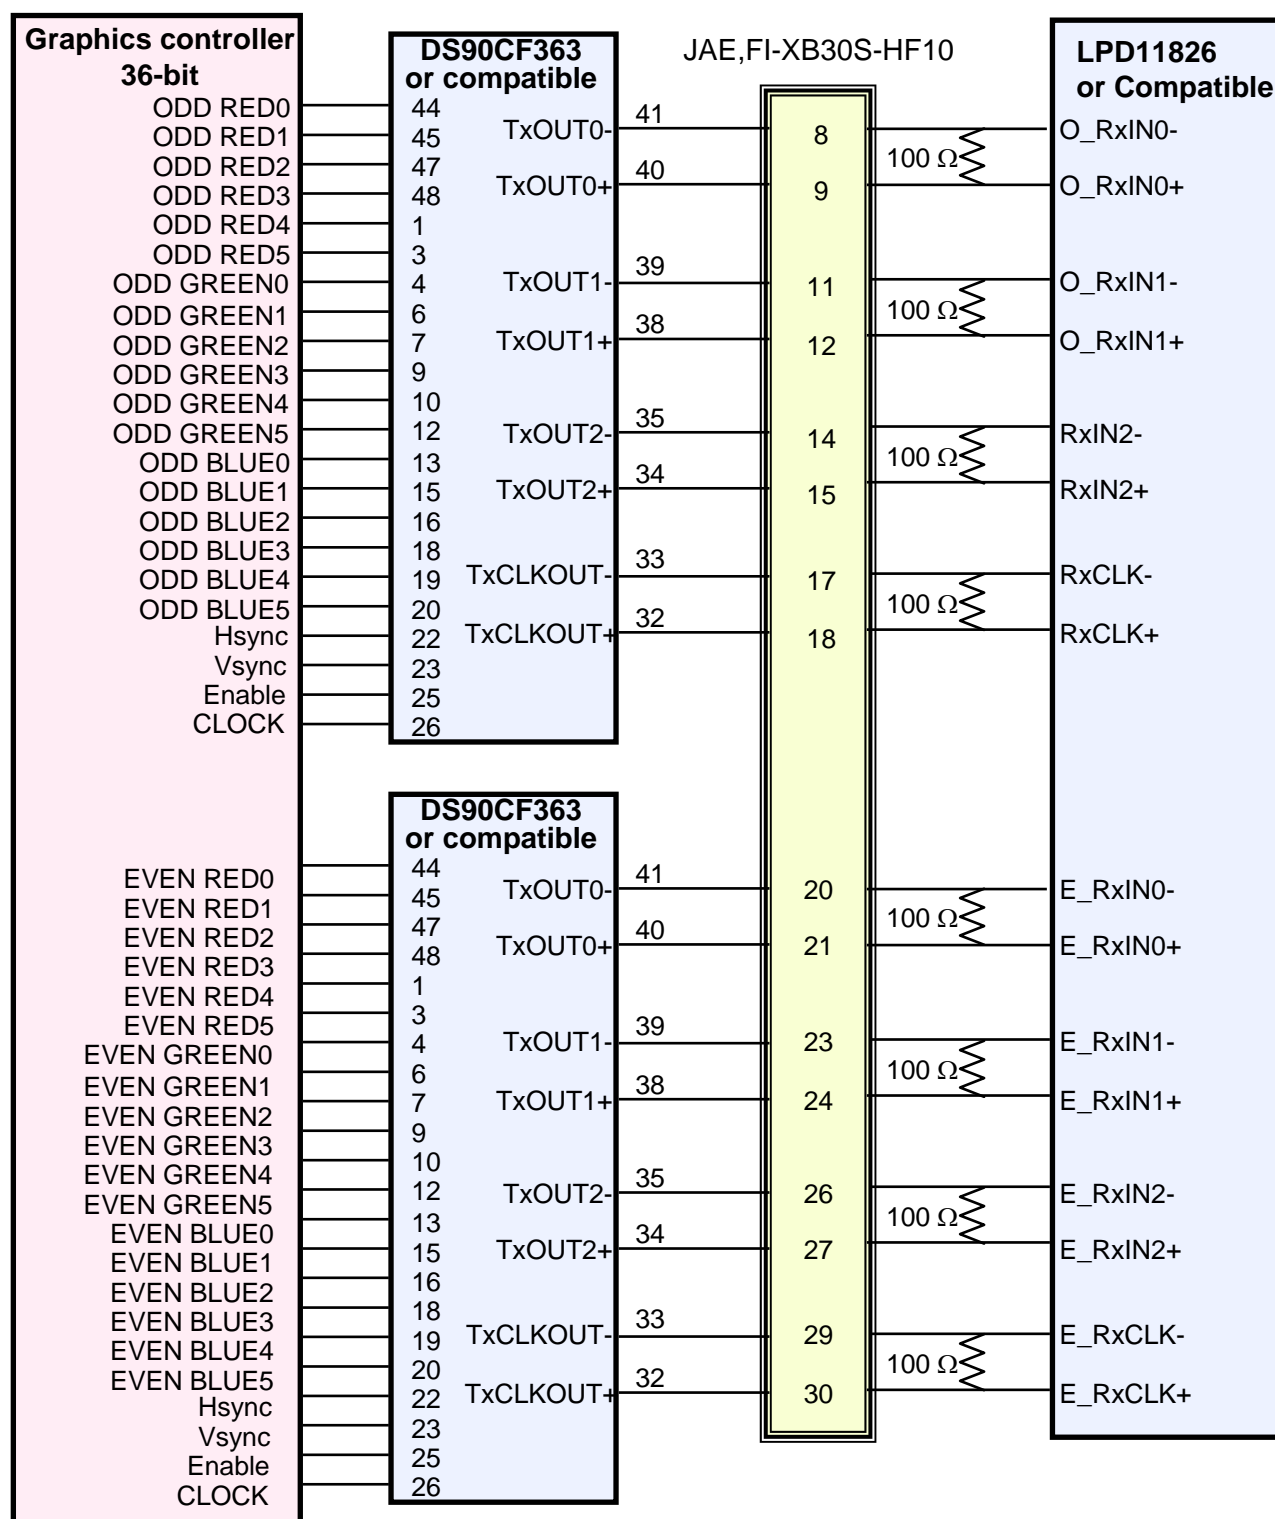 Graphics controller
36-bit
ODD RED0
ODD RED1
ODD RED2
ODD RED3
ODD RED4
ODD RED5
ODD GREEN0
ODD GREEN1
ODD GREEN2
ODD GREEN3
ODD GREEN4
ODD GREEN5
ODD BLUE0
ODD BLUE1
ODD BLUE2
ODD BLUE3
ODD BLUE4
ODD BLUE5
Hsync
Vsync
Enable
CLOCK
EVEN RED0
EVEN RED1
EVEN RED2
EVEN RED3
EVEN RED4
EVEN RED5
EVEN GREEN0
EVEN GREEN1
EVEN GREEN2
EVEN GREEN3
EVEN GREEN4
EVEN GREEN5
EVEN BLUE0
EVEN BLUE1
EVEN BLUE2
EVEN BLUE3
EVEN BLUE4
EVEN BLUE5
Hsync
Vsync
Enable
CLOCK
DS90CF363
or compatible
44
45
47
48
1
3
4
6
7
9
10
12
13
15
16
18
19
20
22
23
25
26
TxOUT0-
TxOUT0+
TxOUT1-
TxOUT1+
TxOUT2-
TxOUT2+
TxCLKOUT-
TxCLKOUT+
41
40
39
38
35
34
33
32
DS90CF363
or compatible
44
45
47
48
1
3
4
6
7
9
10
12
13
15
16
18
19
20
22
23
25
26
TxOUT0-
TxOUT0+
TxOUT1-
TxOUT1+
TxOUT2-
TxOUT2+
TxCLKOUT-
TxCLKOUT+
41
40
39
38
35
34
33
32
JAE,FI-XB30S-HF10
8
9
11
12
14
15
17
18
20
21
23
24
26
27
29
30
100 Ω
100 Ω
100 Ω
100 Ω
100 Ω
100 Ω
100 Ω
100 Ω
LPD11826
or Compatible
O_RxIN0-
O_RxIN0+
O_RxIN1-
O_RxIN1+
RxIN2-
RxIN2+
RxCLK-
RxCLK+
E_RxIN0-
E_RxIN0+
E_RxIN1-
E_RxIN1+
E_RxIN2-
E_RxIN2+
E_RxCLK-
E_RxCLK+